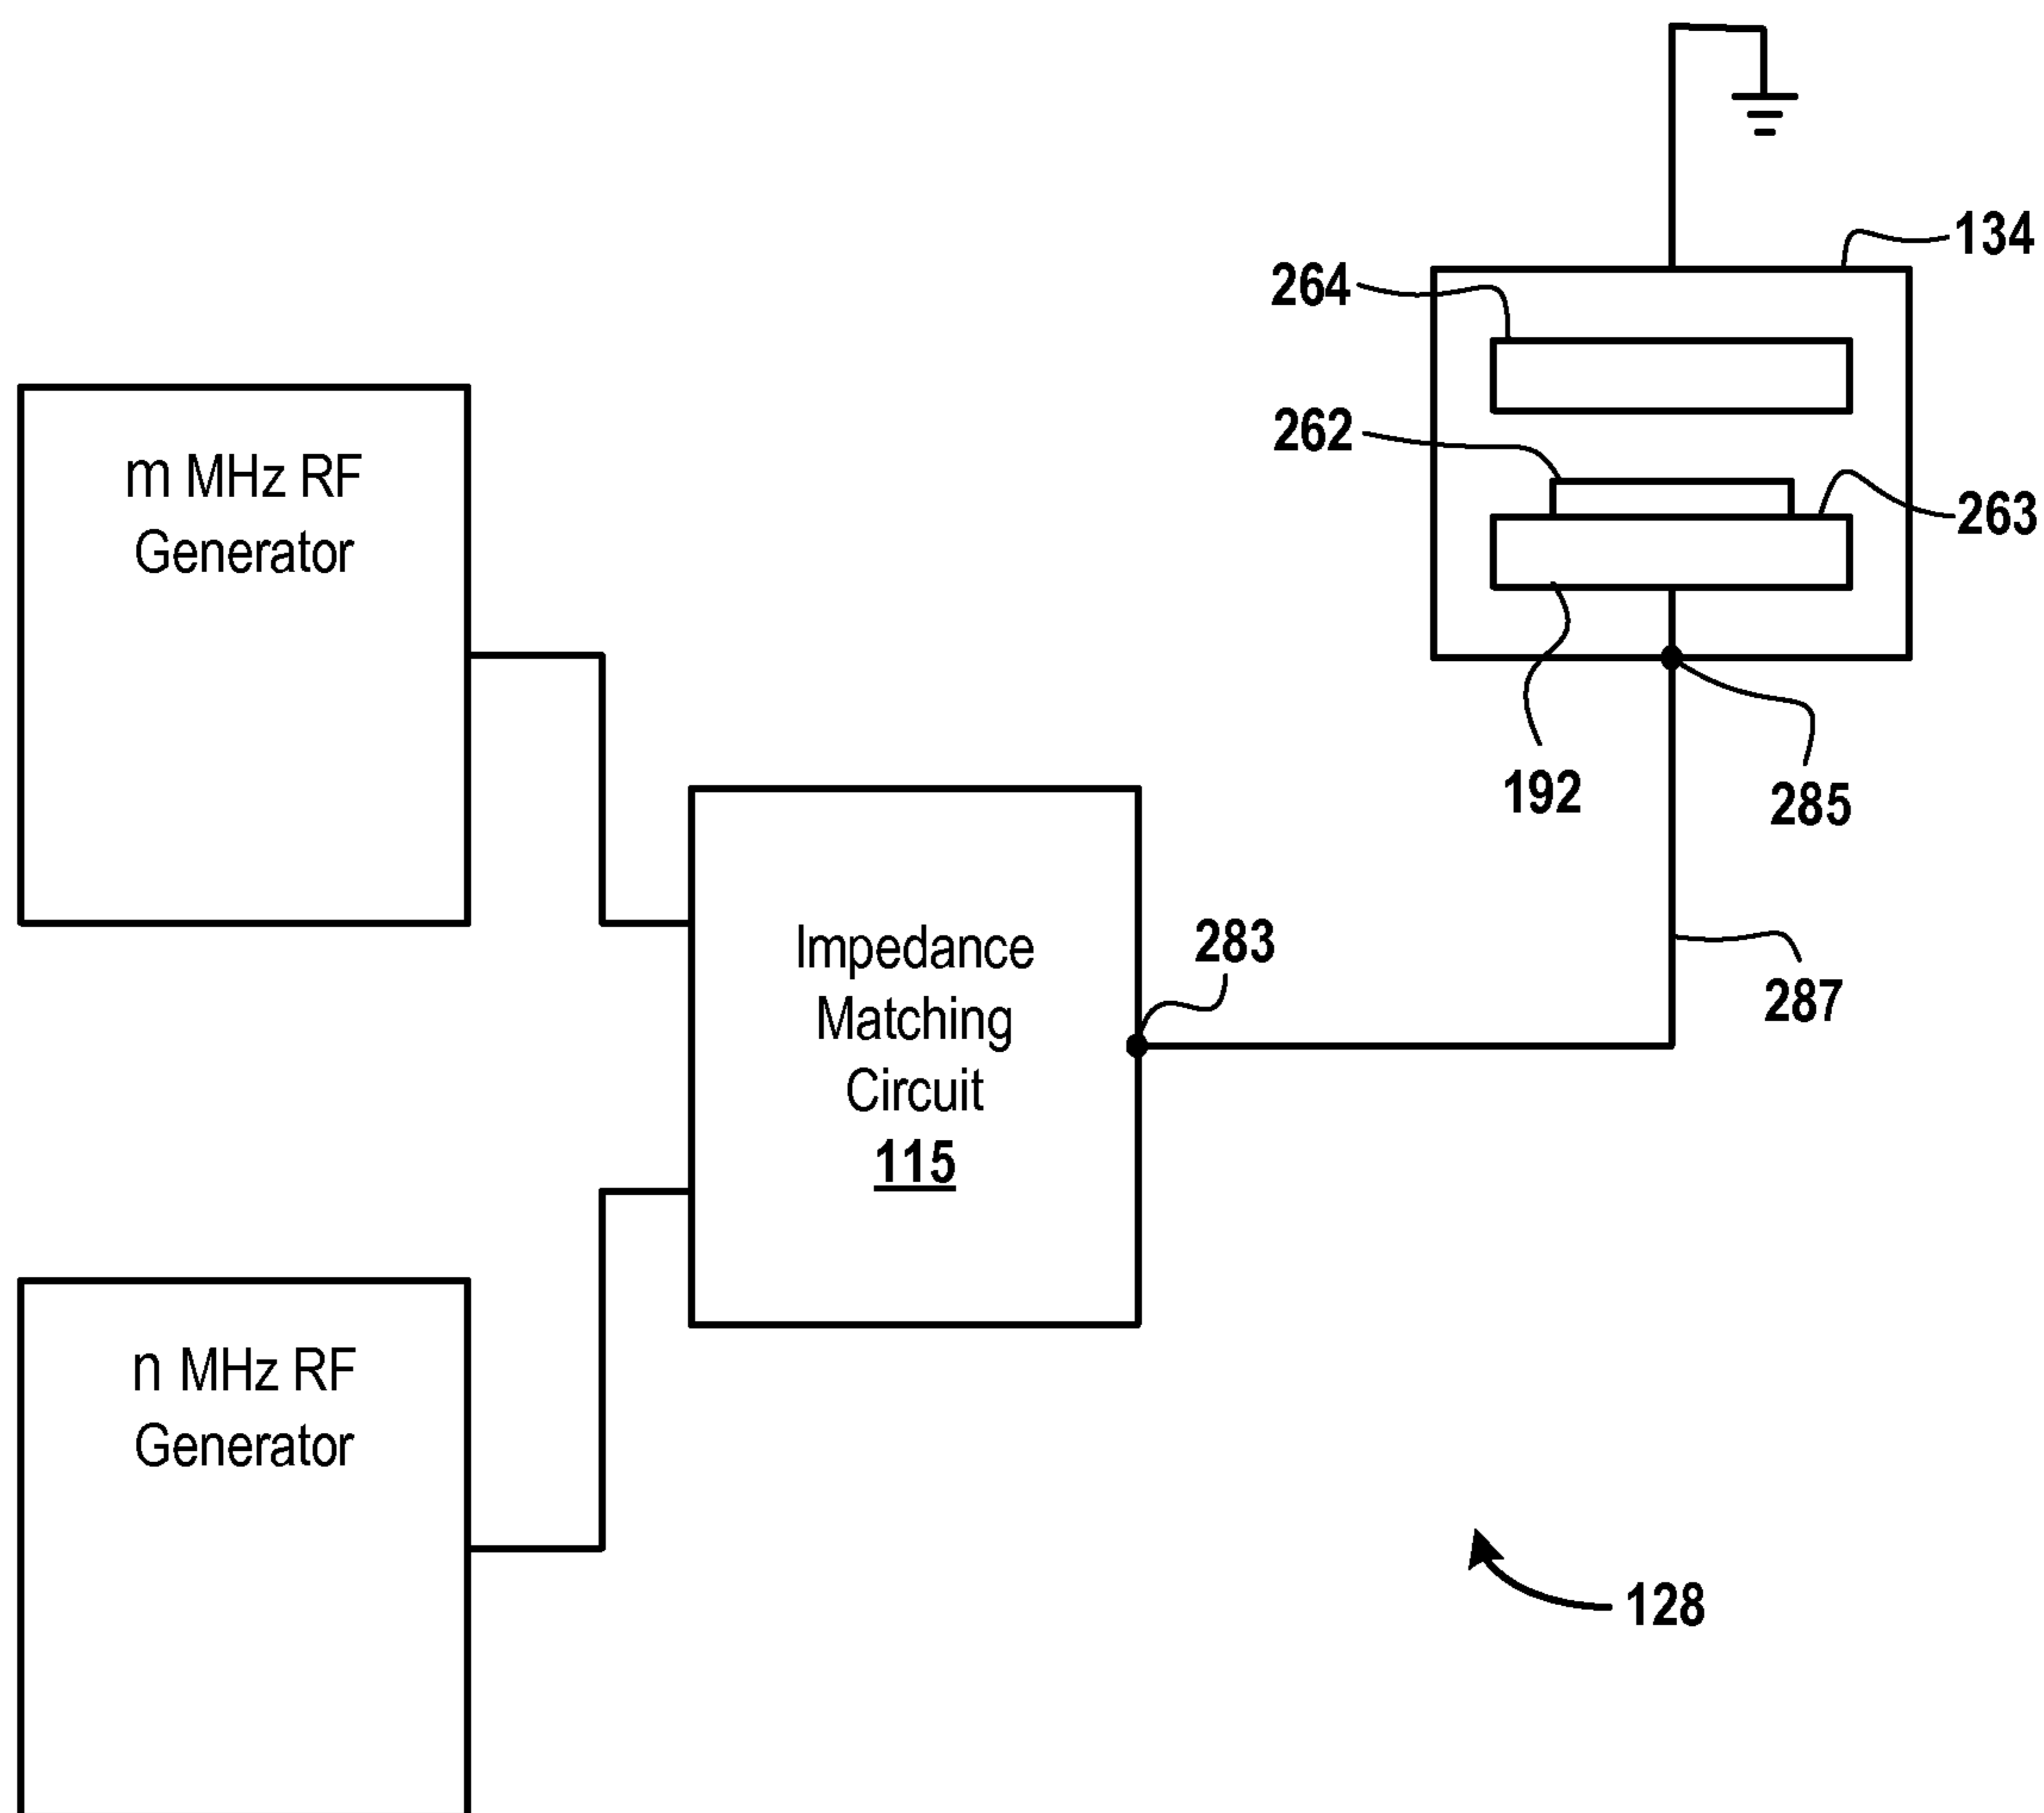 134
264
262
263
m MHz RF
Generator
192
285
Impedance
Matching
Circuit
115
283
287
n MHz RF
Generator
128